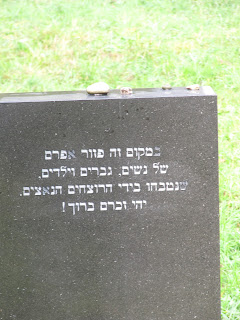 במקום זה פזור אפרם
של נשים, גברים וילדים,
שנטבחו בידי הרוצחים הנאצים.
יהי זכרם ברוך!